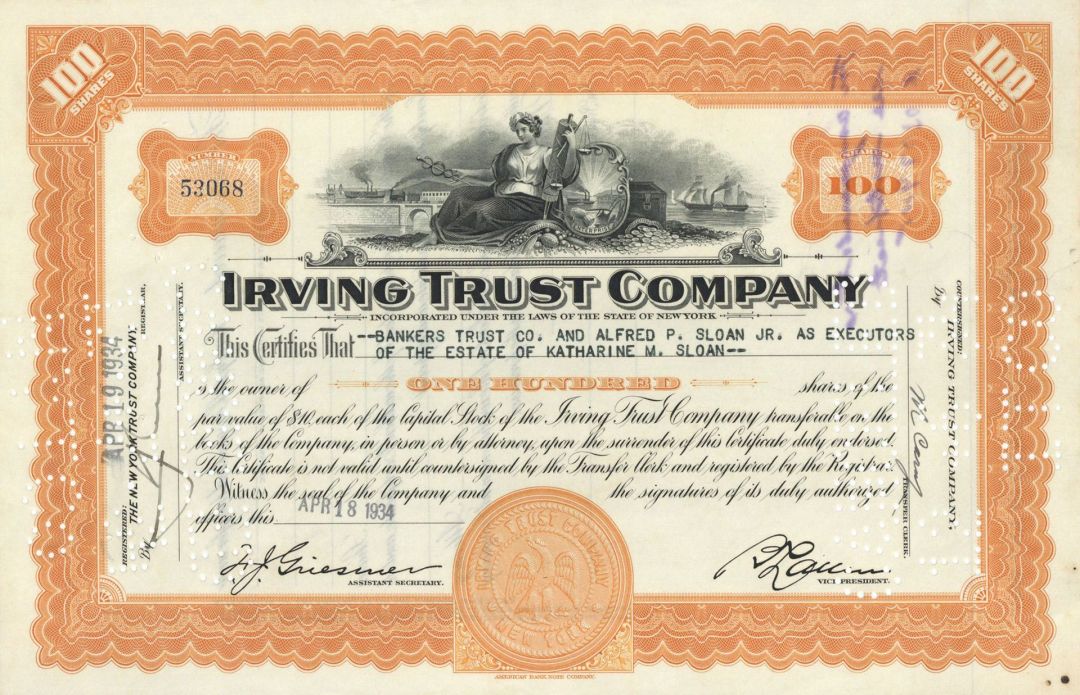 100
SHARES
100
SHARES
NUMBER
53068
SHARES
100
ENTERPRISE
IRVING TRUST COMPANY
INCORPORATED UNDER THE LAWS OF THE STATE OF NEW YORK
This Certifies That --BANKERS TRUST CO. AND ALFRED P. SLOAN JR. AS EXECUTORS
OF THE ESTATE OF KATHARINE M. SLOAN--
is the owner of ONE HUNDRED shares of the
par value of $10, each of the Capital Stock of the Irving Trust Company transferable on the
books of the Company, in person or by attorney, upon the surrender of this certificate duly endorsed.
This certificate is not valid until countersigned by the Transfer Clerk and registered by the Registrar.
Witness the seal of the Company and the signatures of its duly authorized
officers this APR 18 1934
F.J. Griesmer
ASSISTANT SECRETARY.
VICE PRESIDENT.
IRVING TRUST COMPANY
NEW YORK
AMERICAN BANK NOTE COMPANY.
REGISTERED:
THE N.W YORK TRUST COMPANY,
REGISTRAR.
By
APR 19 1934
ASSISTANT SECRETARY.
COUNTERSIGNED:
IRVING TRUST COMPANY.
By
TRANSFER CLERK.